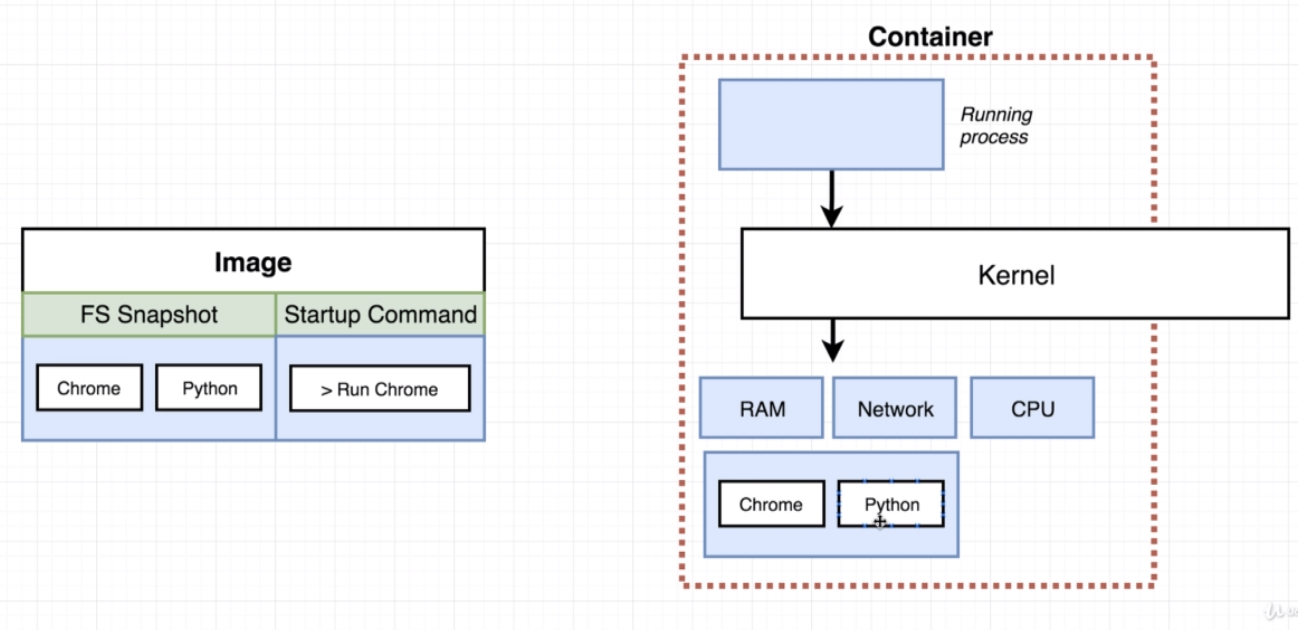 Container
Running
process
Image
Kernel
FS Snapshot
Startup Command
Chrome
Python
> Run Chrome
RAM
Network
CPU
Chrome
Python